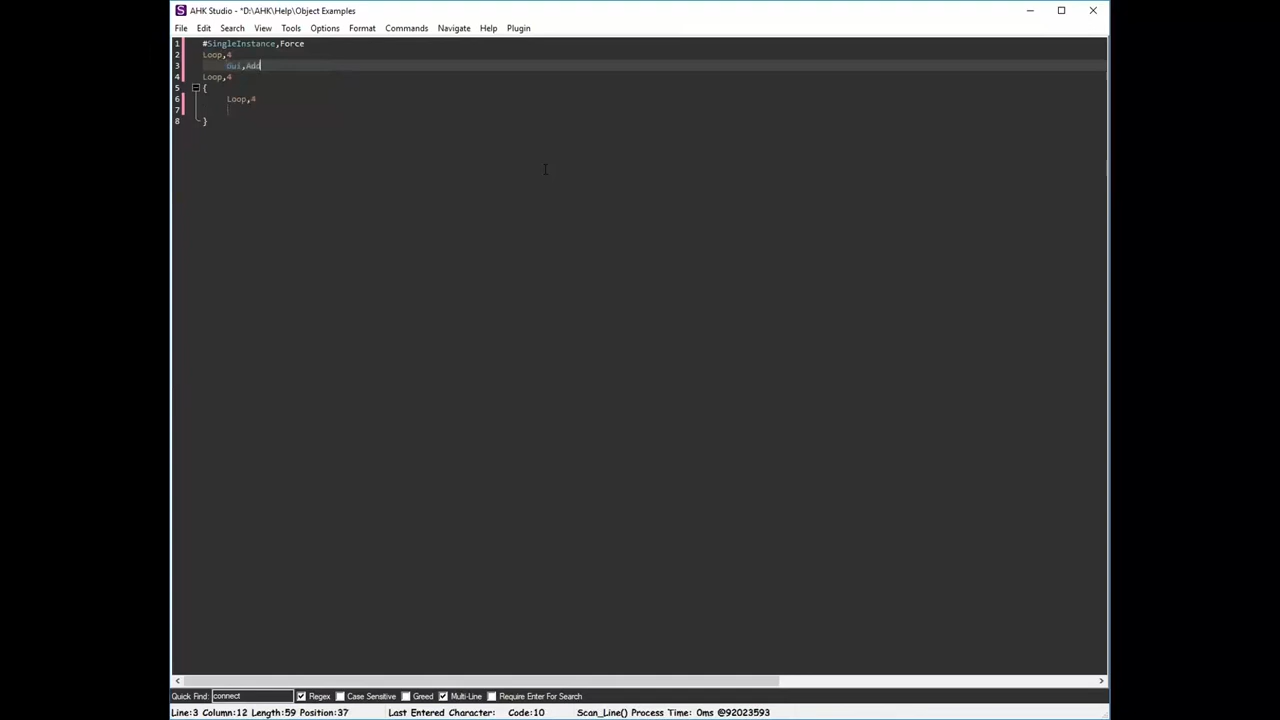 AHK Studio - *D:\AHK\Help\Object Examples
File Edit Search View Tools Options Format Commands Navigate Help Plugin
1 #SingleInstance,Force
2 Loop,4
3 Gui,Add
4 Loop,4
5 {
6 Loop,4
7
8 }
Quick Find: connect Regex Case Sensitive Greed Multi-Line Require Enter For Search
Line:3 Column:12 Length:59 Position:37 Last Entered Character: Code:10 Scan_Line() Process Time: 0ms @92023593